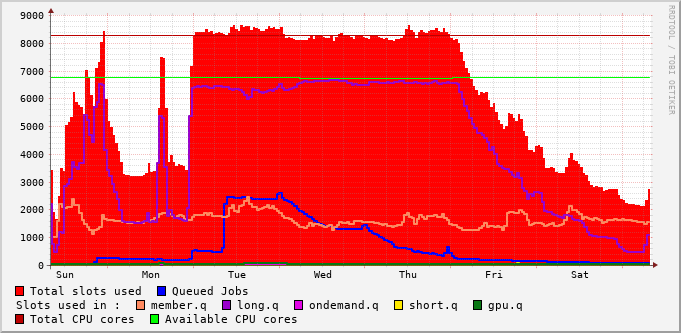 9000
8000
7000
6000
5000
4000
3000
2000
1000
0
Sun Mon Tue Wed Thu Fri Sat
RRDTOOL / TOBI OETIKER
Total slots used Queued Jobs
Slots used in : member.q long.q ondemand.q short.q gpu.q
Total CPU cores Available CPU cores